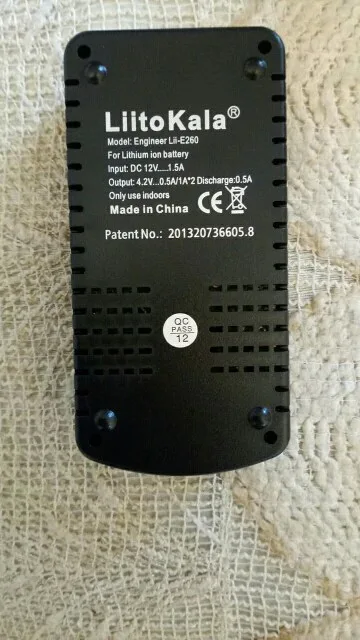 LiitoKala®
Model: Engineer Lii-E260
For Lithium ion battery
Input: DC 12V.....1.5A
Output: 4.2V...0.5A/1A*2 Discharge:0.5A
Only use indoors
Made in China CE
Patent No.: 201320736605.8
QC
PASS
12